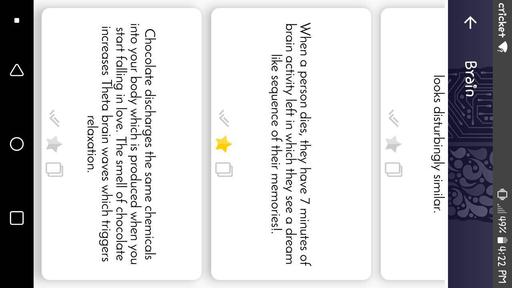 cricket 49% 4:22 PM
Brain
looks disturbingly similar.
When a person dies, they have 7 minutes of
brain activity left in which they see a dream
like sequence of their memories!.
Chocolate discharges the same chemicals
into your body which is produced when you
start falling in love. The smell of chocolate
increases Theta brain waves which triggers
relaxation.